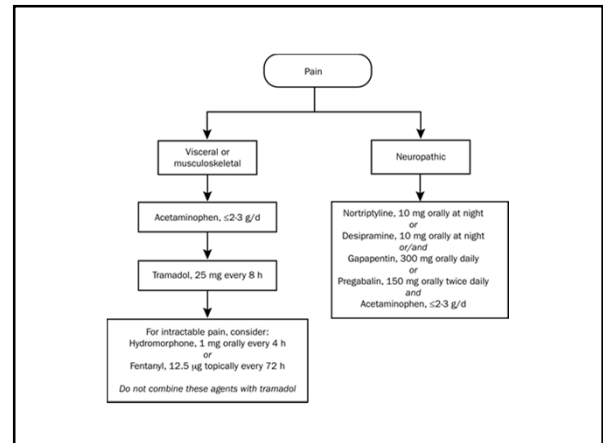 Pain
Visceral or
musculoskeletal
Acetaminophen, ≤2-3 g/d
Tramadol, 25 mg every 8 h
For intractable pain, consider:
Hydromorphone, 1 mg orally every 4 h
or
Fentanyl, 12.5 μg topically every 72 h
Do not combine these agents with tramadol
Neuropathic
Nortriptyline, 10 mg orally at night
or
Desipramine, 10 mg orally at night
or/and
Gapapentin, 300 mg orally daily
or
Pregabalin, 150 mg orally twice daily
and
Acetaminophen, ≤2-3 g/d